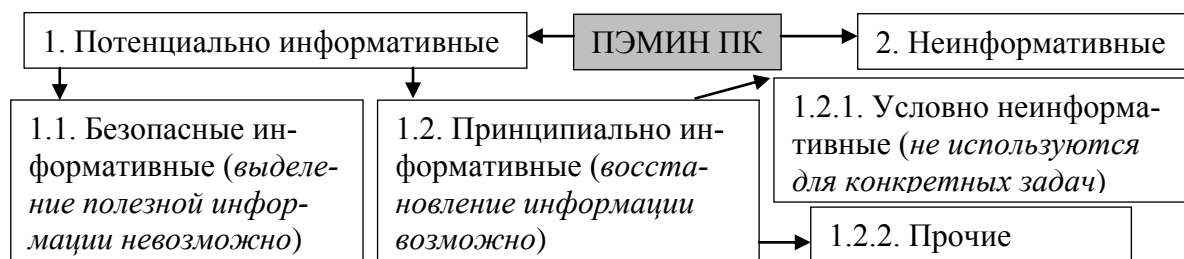 1. Потенциально информативные
ПЭМИН ПК
2. Неинформативные
1.1. Безопасные ин-
формативные (выделе-
ние полезной инфор-
мации невозможно)
1.2. Принципиально ин-
формативные (восста-
новление информации
возможно)
1.2.1. Условно неинформа-
тивные (не используются
для конкретных задач)
1.2.2. Прочие